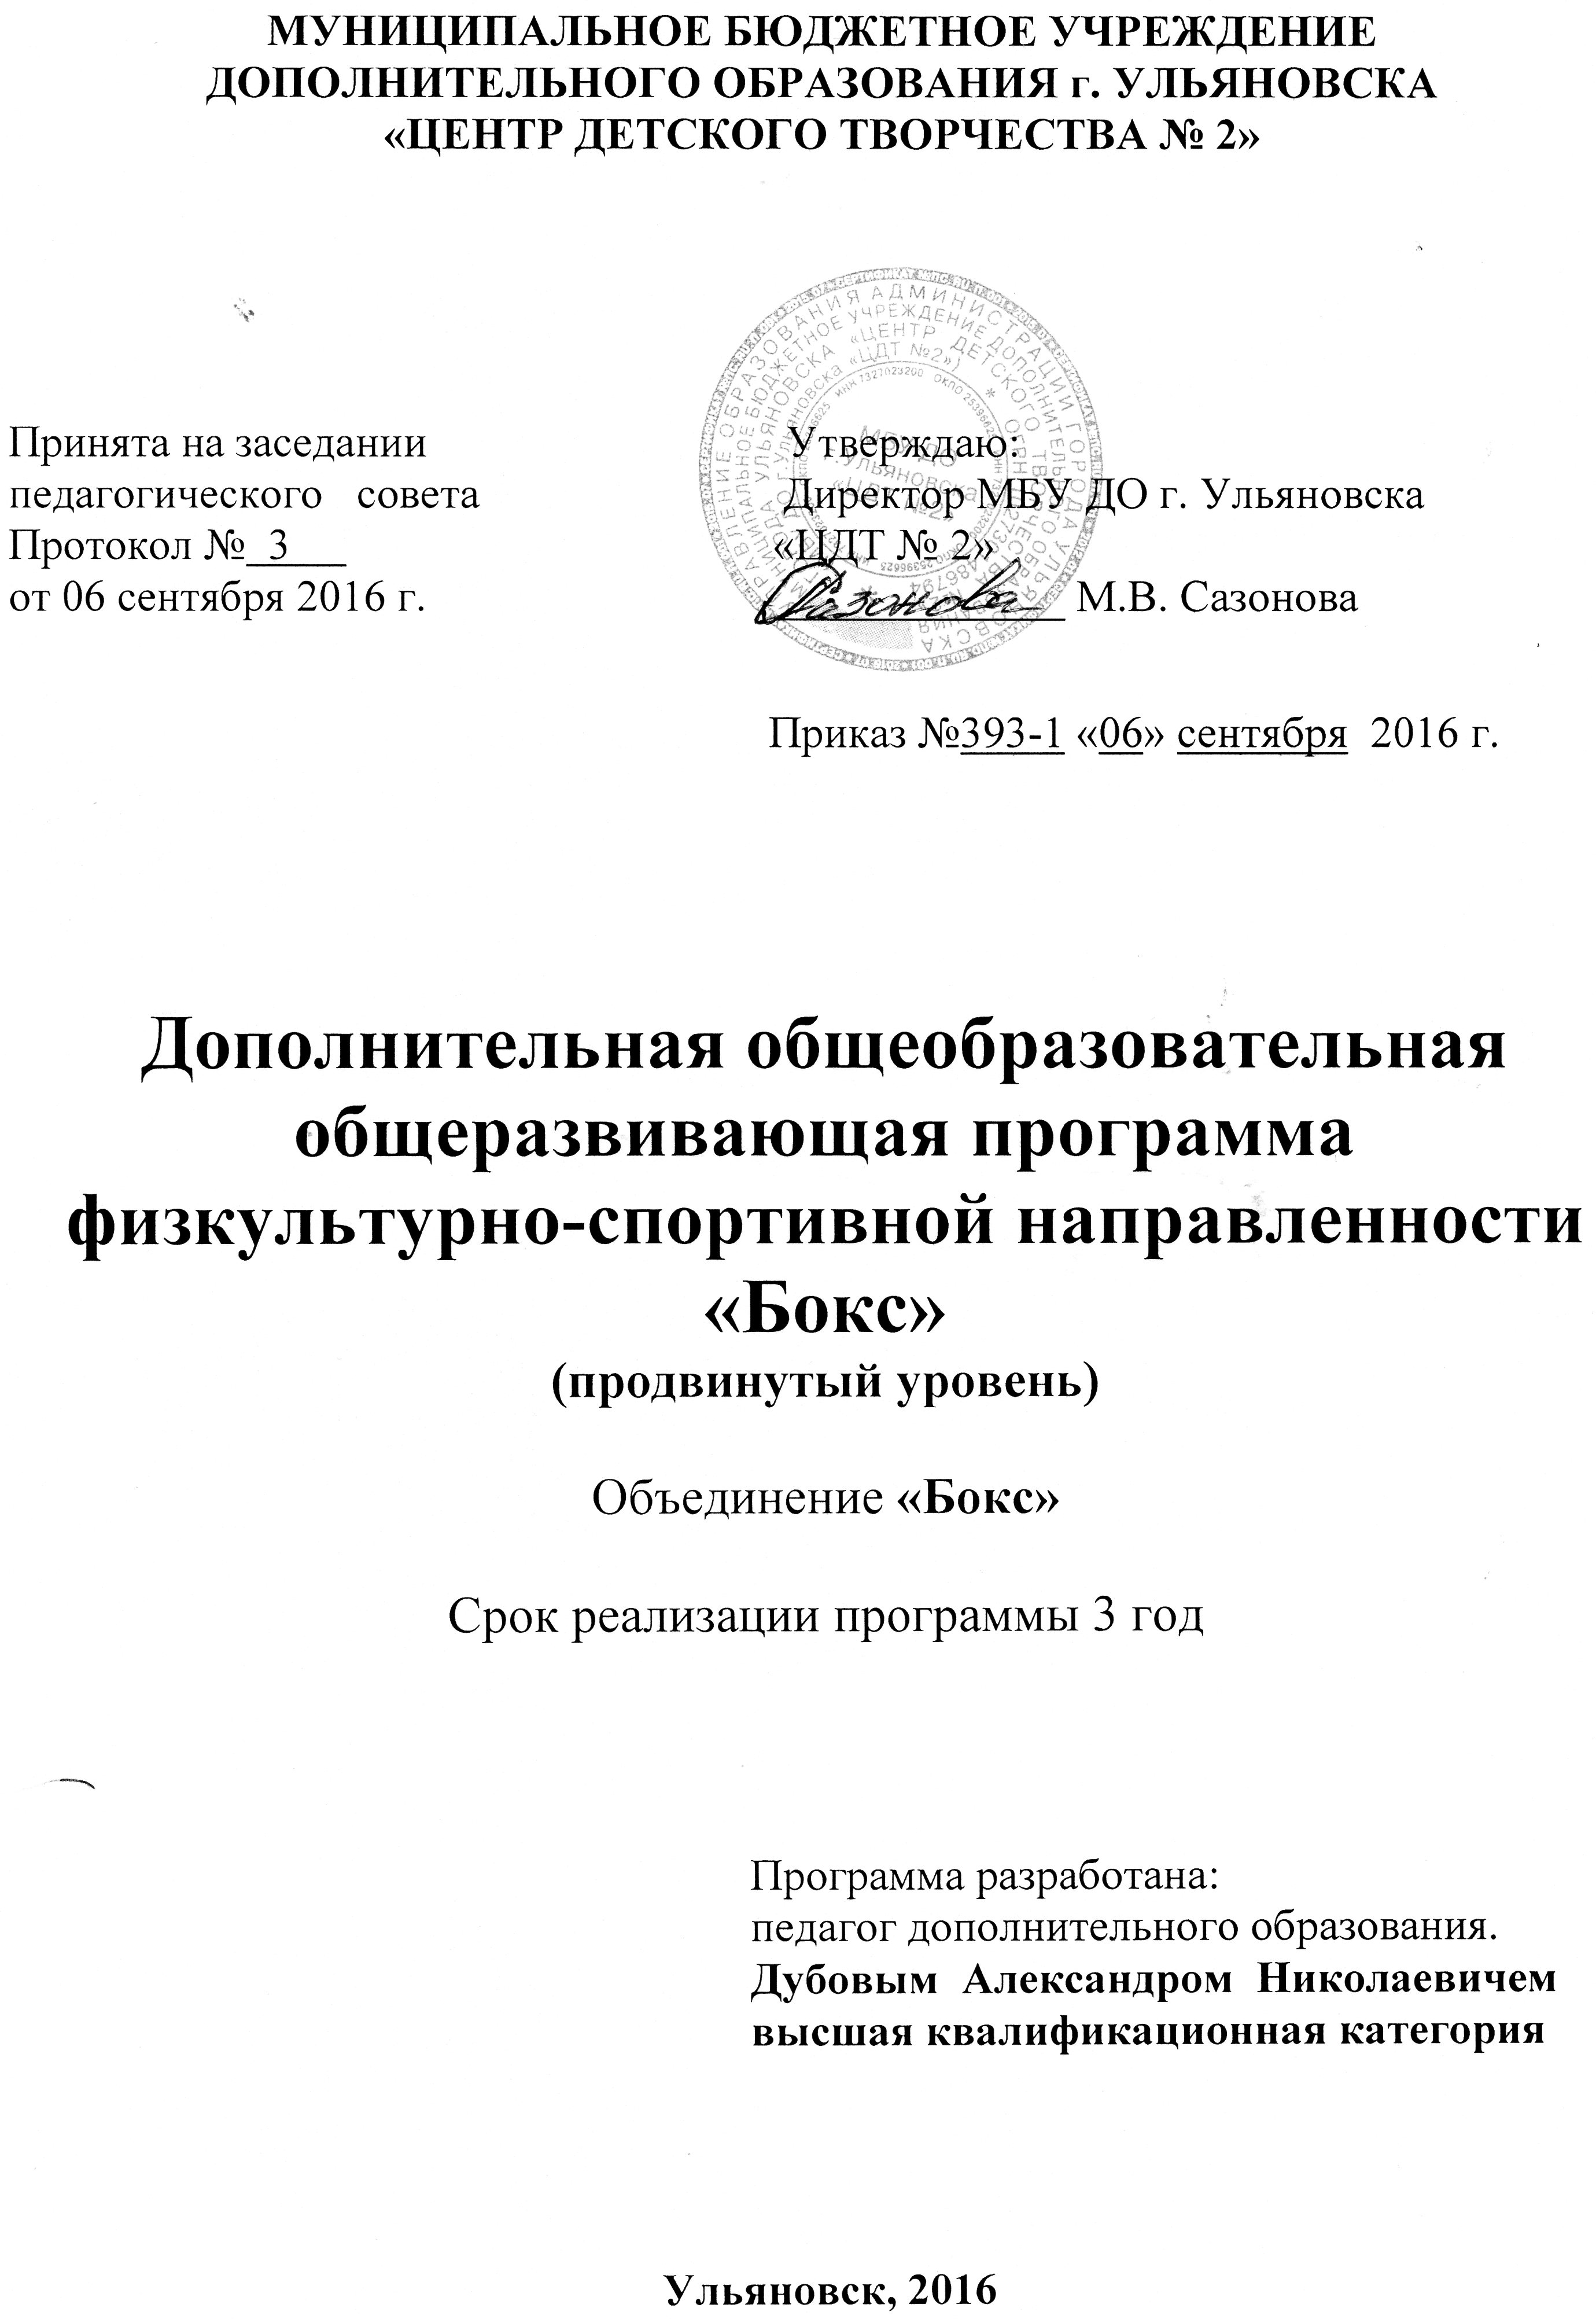 МУНИЦИПАЛЬНОЕ БЮДЖЕТНОЕ УЧРЕЖДЕНИЕ
ДОПОЛНИТЕЛЬНОГО ОБРАЗОВАНИЯ г. УЛЬЯНОВСКА
«ЦЕНТР ДЕТСКОГО ТВОРЧЕСТВА № 2»
Принята на заседании
педагогического совета
Протокол № 3
от 06 сентября 2016 г.
Утверждаю:
Директор МБУ ДО г. Ульяновска
«ЦДТ № 2»
Сазонова М.В. Сазонова
Приказ №393-1 «06» сентября 2016 г.
Дополнительная общеобразовательная
общеразвивающая программа
физкультурно-спортивной направленности
«Бокс»
(продвинутый уровень)
Объединение «Бокс»
Срок реализации программы 3 год
Программа разработана:
педагог дополнительного образования.
Дубовым Александром Николаевичем
высшая квалификационная категория
Ульяновск, 2016